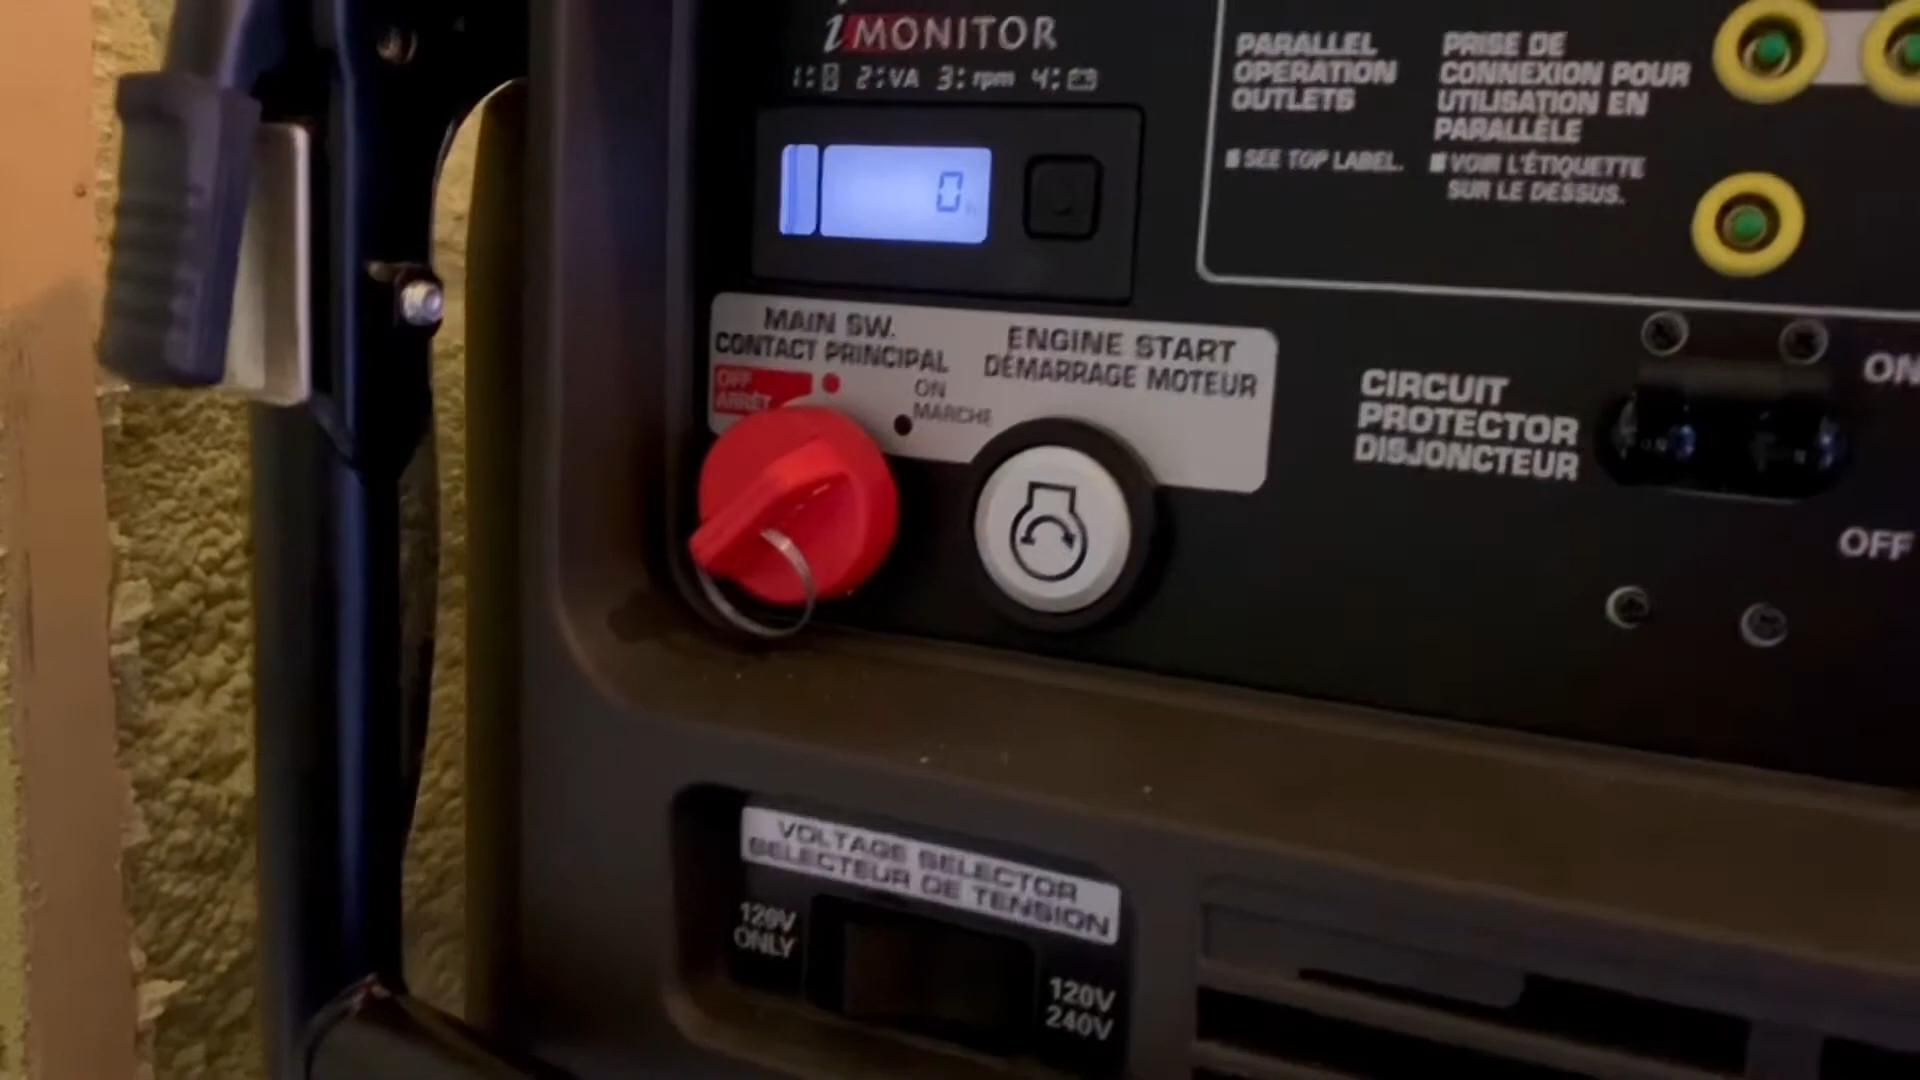 iMONITOR
1: 2:VA 3:rpm 4:
0 h
PARALLEL
OPERATION
OUTLETS
■ SEE TOP LABEL.
PRISE DE
CONNEXION POUR
UTILISATION EN
PARALLÈLE
■ VOIR L'ÉTIQUETTE
SUR LE DESSUS.
MAIN SW.
CONTACT PRINCIPAL
OFF
ARRÊT
ON
MARCHE
ENGINE START
DÉMARRAGE MOTEUR
CIRCUIT
PROTECTOR
DISJONCTEUR
ON
OFF
VOLTAGE SELECTOR
SÉLECTEUR DE TENSION
120V
ONLY
120V
240V